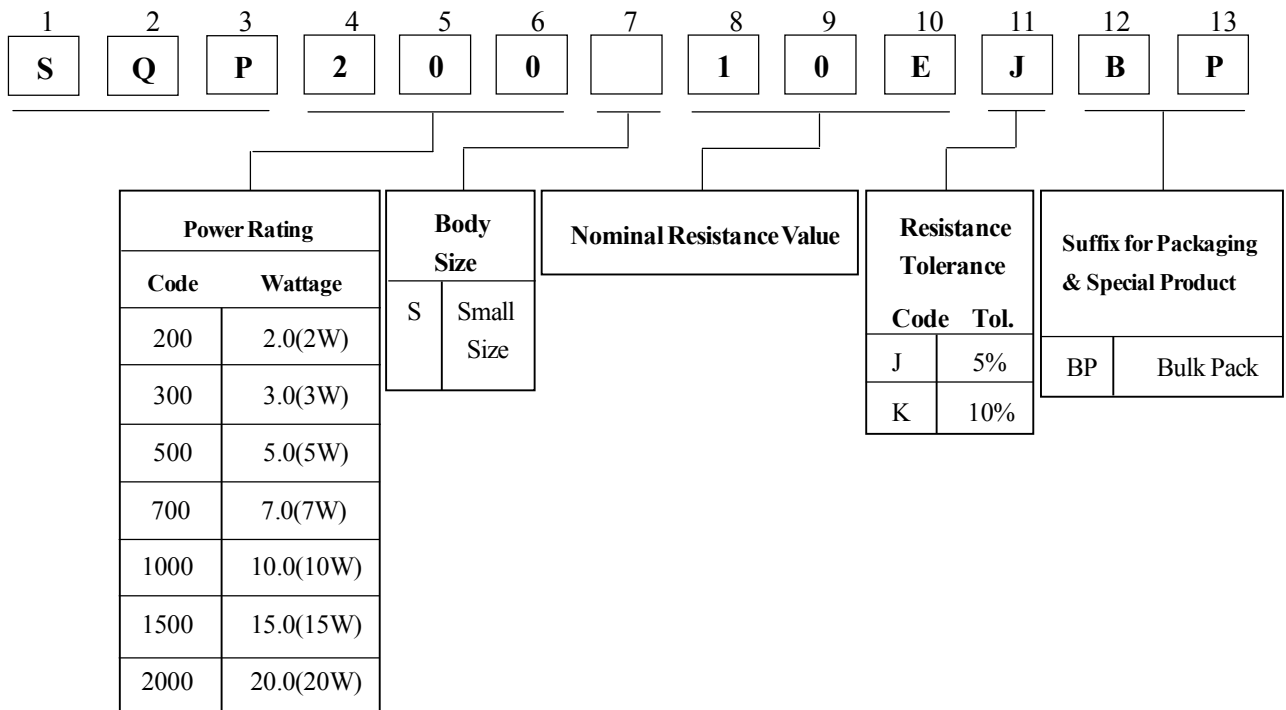 1 2 3 4 5 6 7 8 9 10 11 12 13
S Q P 2 0 0 1 0 E J B P
Power Rating
Code Wattage
200 2.0(2W)
300 3.0(3W)
500 5.0(5W)
700 7.0(7W)
1000 10.0(10W)
1500 15.0(15W)
2000 20.0(20W)
Body
Size
S Small
Size
Nominal Resistance Value
Resistance
Tolerance
Code Tol.
J 5%
K 10%
Suffix for Packaging
& Special Product
BP Bulk Pack